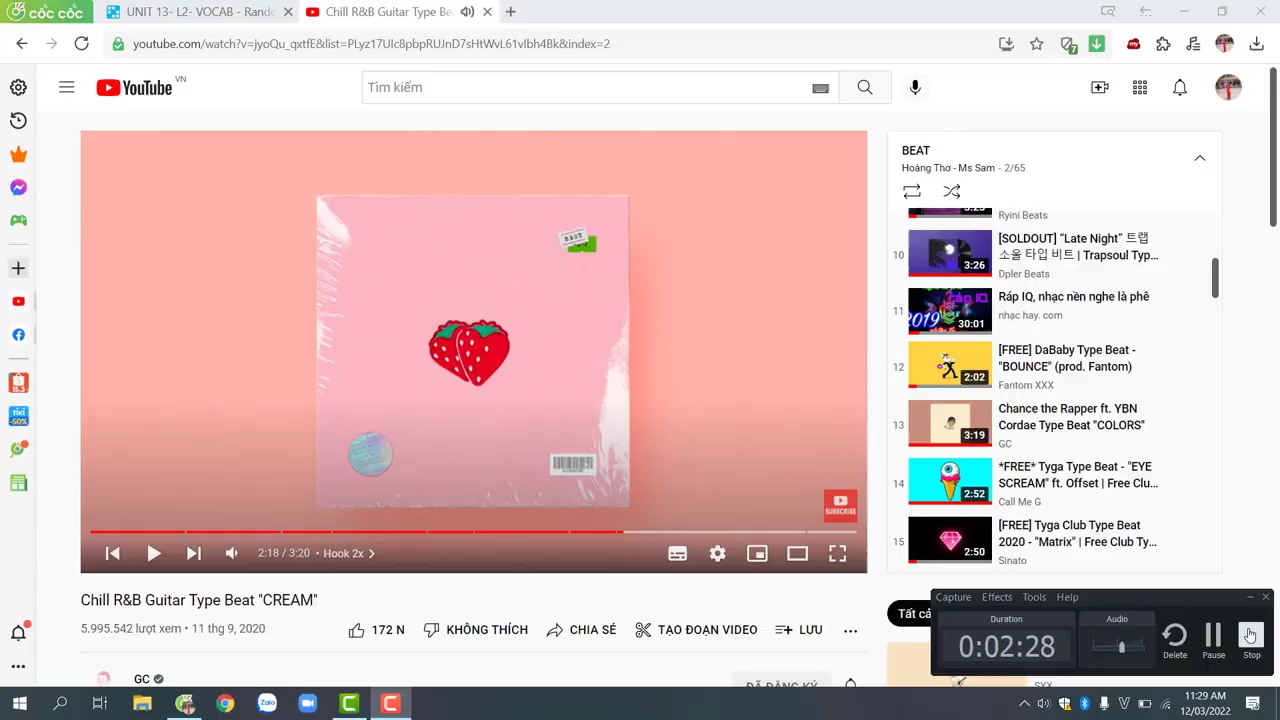 cốc cốc
UNIT 13- L2- VOCAB - Rand
Chill R&B Guitar Type Be
youtube.com/watch?v=jyoQu_qxtfE&list=PLyz17Ulc8pbpRUJnD7sHtWvL61vIbh4Bk&index=2
YouTube VN
Tìm kiếm
BEAT
Hoàng Thơ - Ms Sam - 2/65
Ryini Beats
10
3:26
[SOLDOUT] “Late Night” 트랩
소울 타입 비트 | Trapsoul Typ...
Dpler Beats
11
2019
30:01
Ráp IQ, nhạc nền nghe là phê
nhạc hay. com
12
2:02
[FREE] DaBaby Type Beat -
"BOUNCE" (prod. Fantom)
Fantom XXX
13
3:19
Chance the Rapper ft. YBN
Cordae Type Beat "COLORS"
GC
14
2:52
*FREE* Tyga Type Beat - "EYE
SCREAM" ft. Offset | Free Clu...
Call Me G
15
2:50
[FREE] Tyga Club Type Beat
2020 - "Matrix" | Free Club Ty...
Sinato
BEST
SUBSCRIBE
2:18 / 3:20 • Hook 2x
Chill R&B Guitar Type Beat "CREAM"
5.995.542 lượt xem • 11 thg 9, 2020
172 N
KHÔNG THÍCH
CHIA SẺ
TẠO ĐOẠN VIDEO
LƯU
GC
ĐÃ ĐĂNG KÝ
Tất cả
Capture Effects Tools Help
Duration
0:02:28
Audio
Delete
Pause
Stop
SYX
Zalo
11:29 AM
12/03/2022